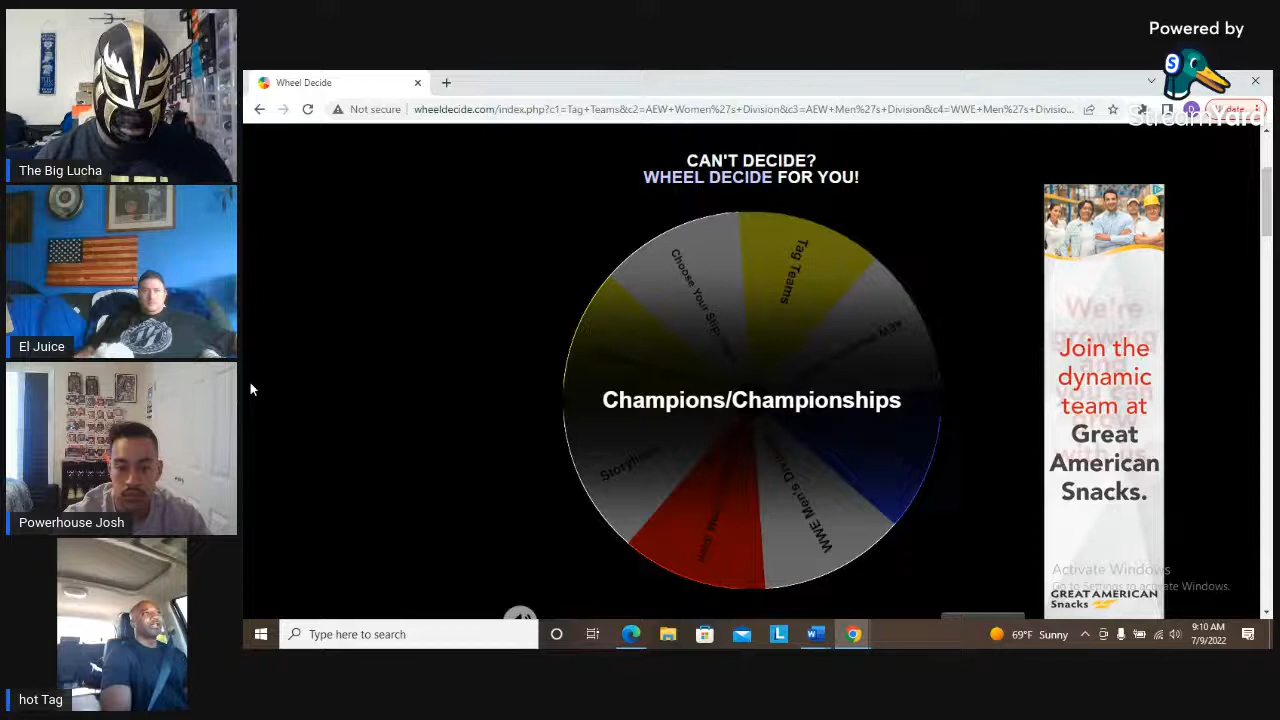 Powered by
StreamYard
The Big Lucha
El Juice
Powerhouse Josh
hot Tag
Wheel Decide
Not secure
wheeldecide.com/index.php?c1=Tag+Teams&c2=AEW+Women%27s+Division&c3=AEW+Men%27s+Division&c4=WWE+Men%27s+Divisio...
D
CAN'T DECIDE?
WHEEL DECIDE FOR YOU!
Choose Your
Tag Teams
AEW
WWE Men's
Champions/Championships
Join the
dynamic
team at
Great
American
Snacks.
GREAT AMERICAN
Snacks
Activate Windows
Go to Settings to activate Windows.
Type here to search
L
69°F Sunny
9:10 AM
7/9/2022